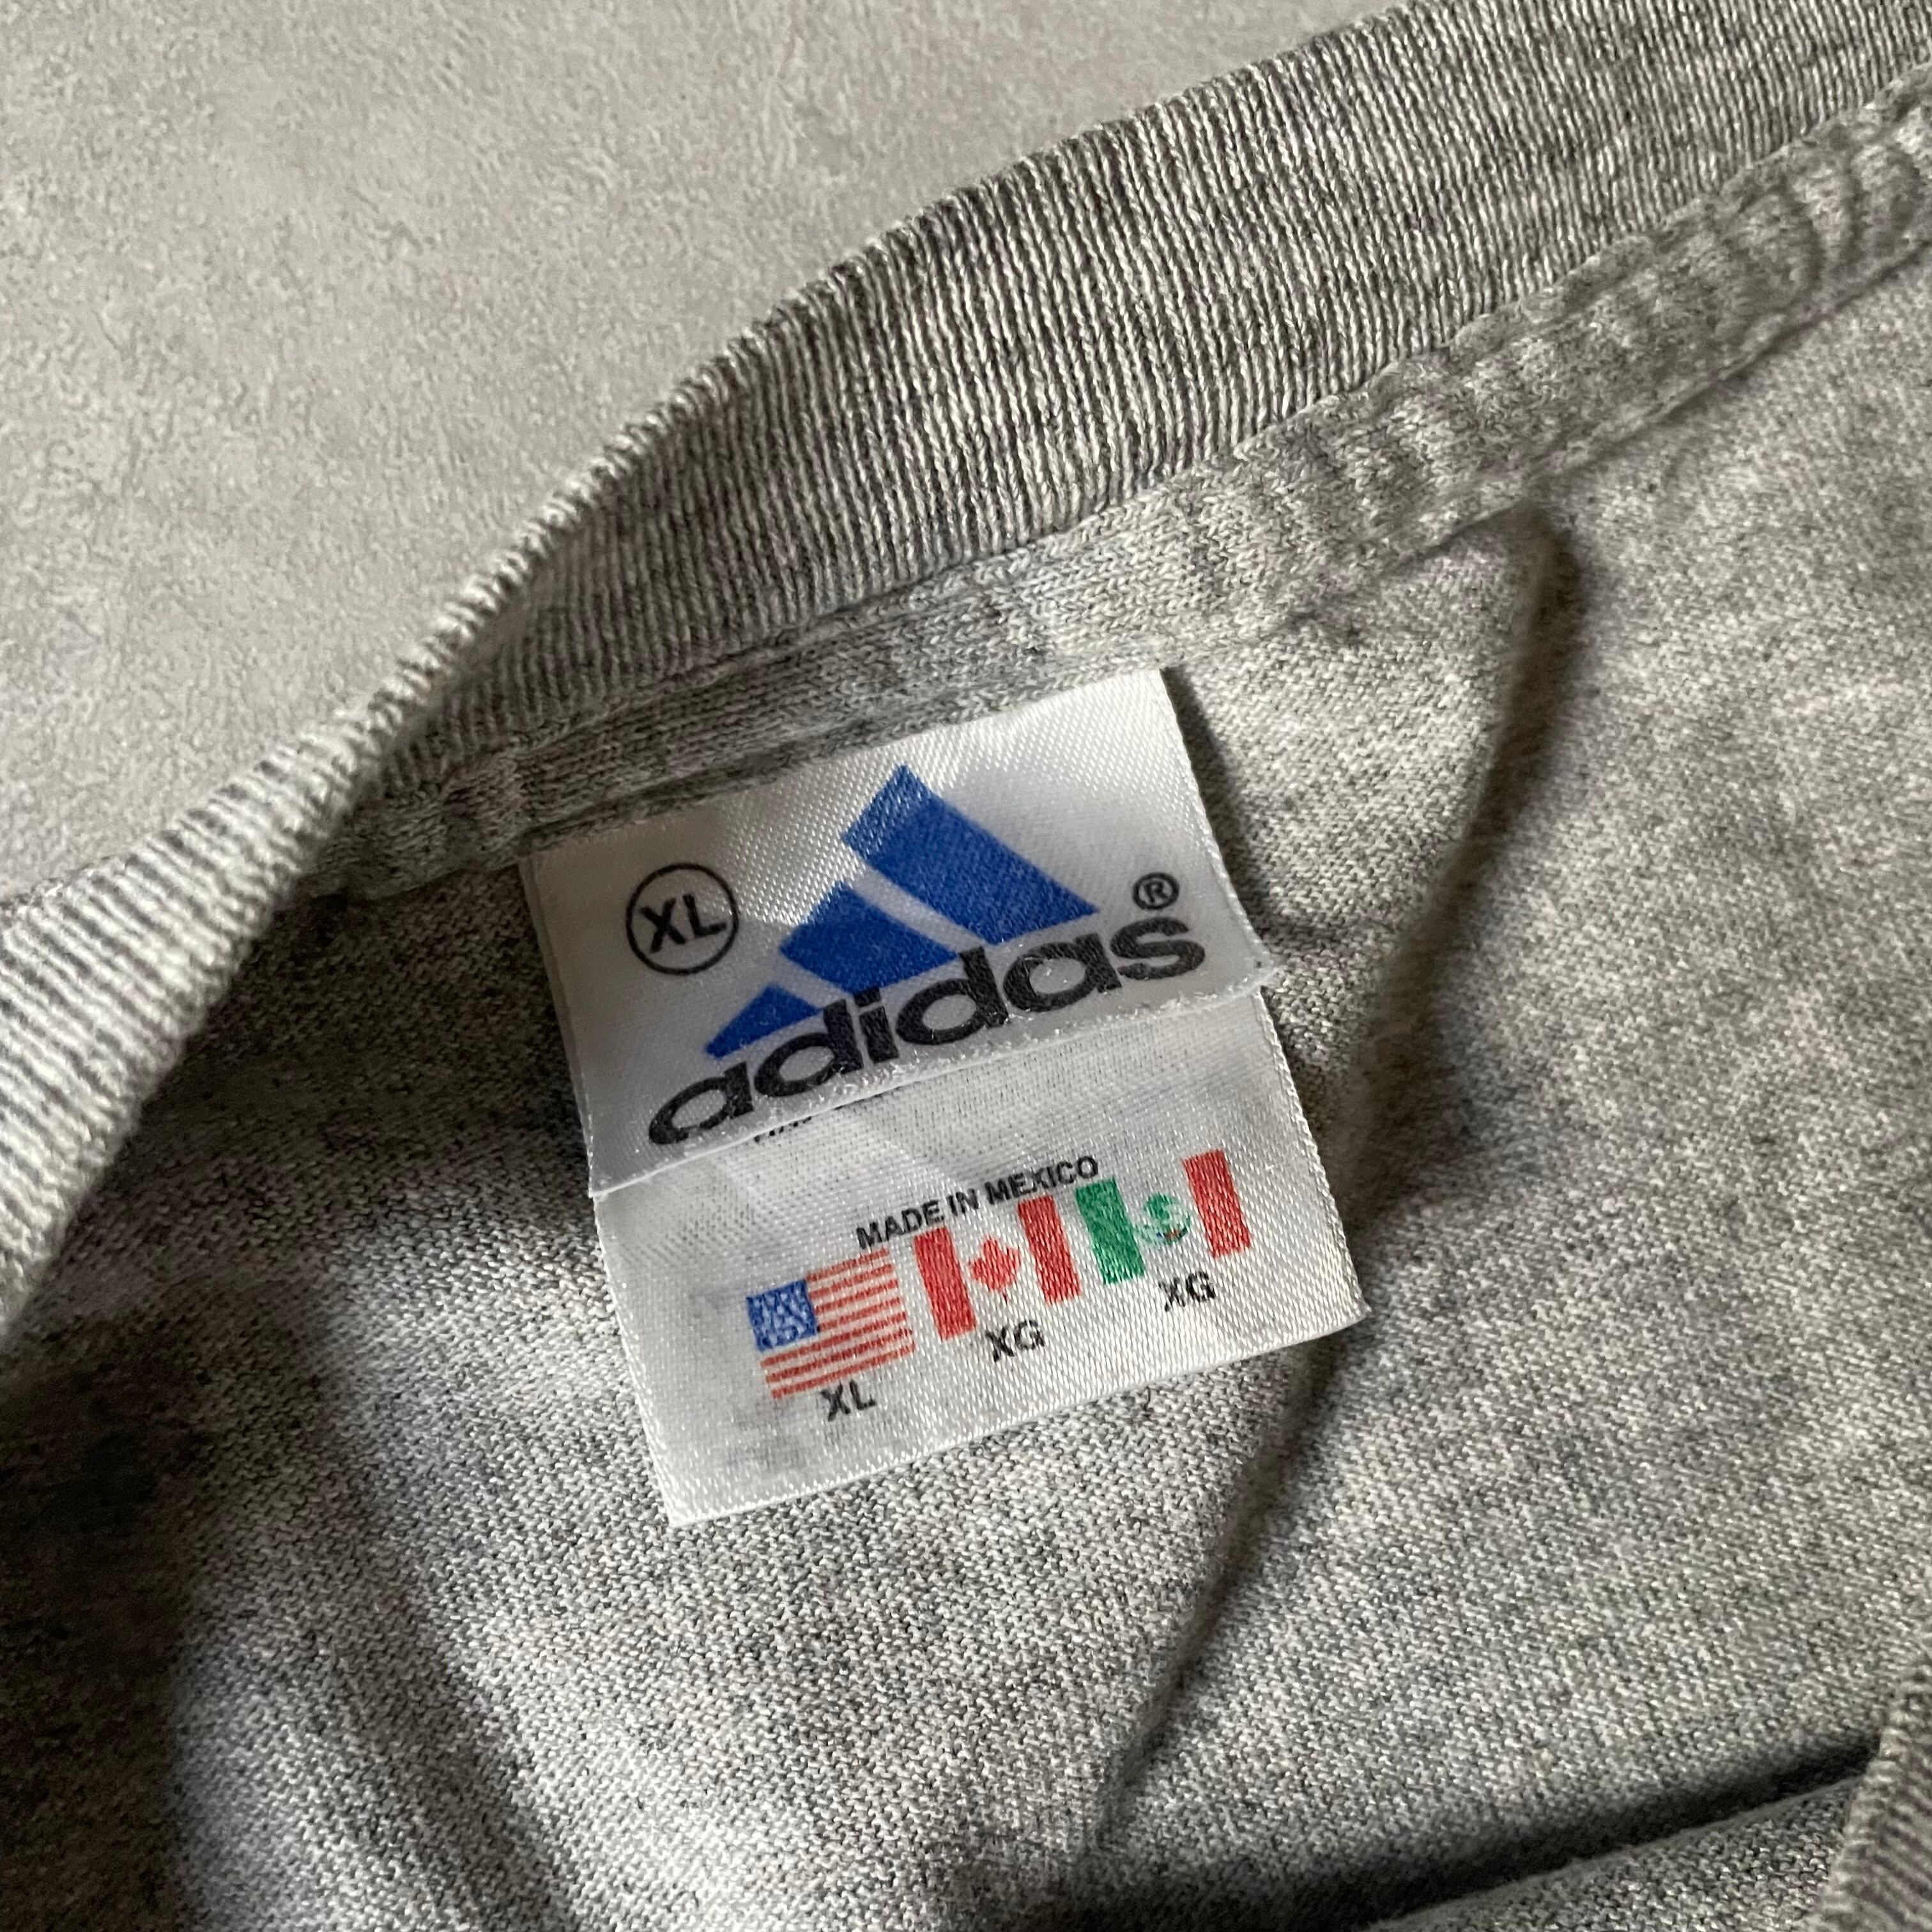 XL
adidas®
MADE IN MEXICO
XL XG XG